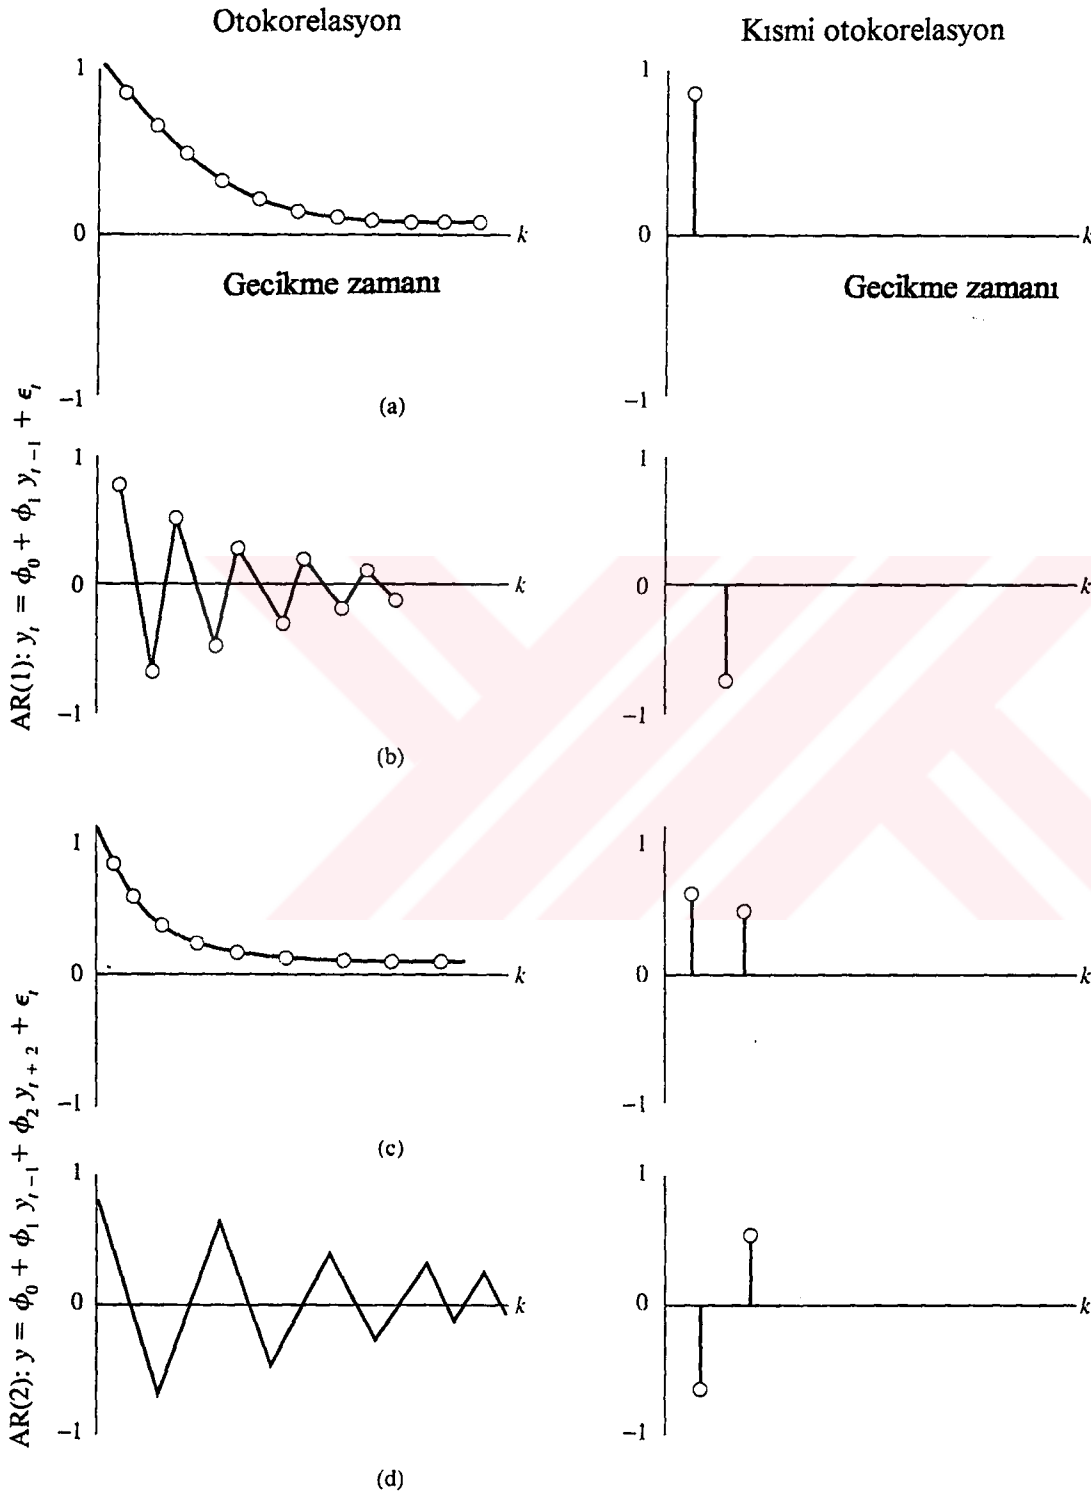 Otokorelasyon
Kısmi otokorelasyon
1
0
k
Gecikme zamanı
−1
(a)
1
0
k
Gecikme zamanı
−1
AR(1): y_t = ϕ_0 + ϕ_1 y_{t−1} + ϵ_t
1
0
k
−1
(b)
1
0
k
−1
AR(2): y = ϕ_0 + ϕ_1 y_{t−1} + ϕ_2 y_{t+2} + ϵ_t
1
0
k
−1
(c)
1
0
k
−1
1
0
k
−1
(d)
1
0
k
−1